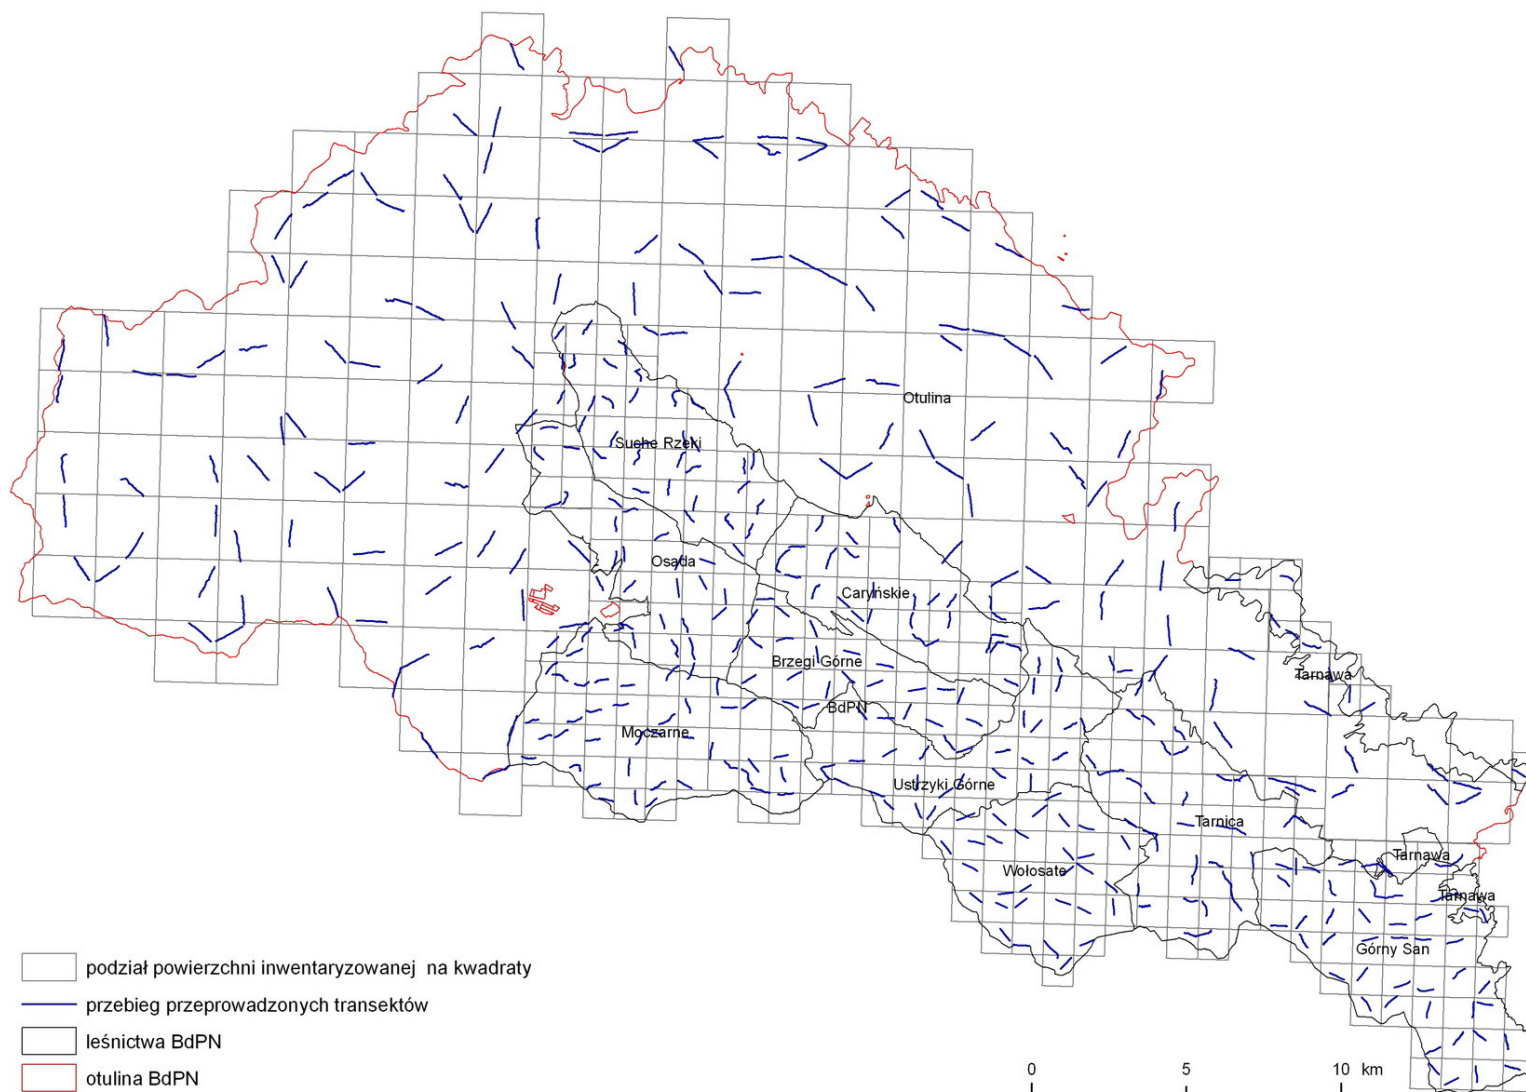 Otulina
Suche Rzeki
Osada
Caryńskie
Brzegi Górne
Tarnawa
BdPN
Moczarne
Ustrzyki Górne
Tarnica
Tarnawa
Wołosate
Tarnawa
Górny San
podział powierzchni inwentaryzowanej na kwadraty
przebieg przeprowadzonych transektów
leśnictwa BdPN
otulina BdPN
0 5 10 km